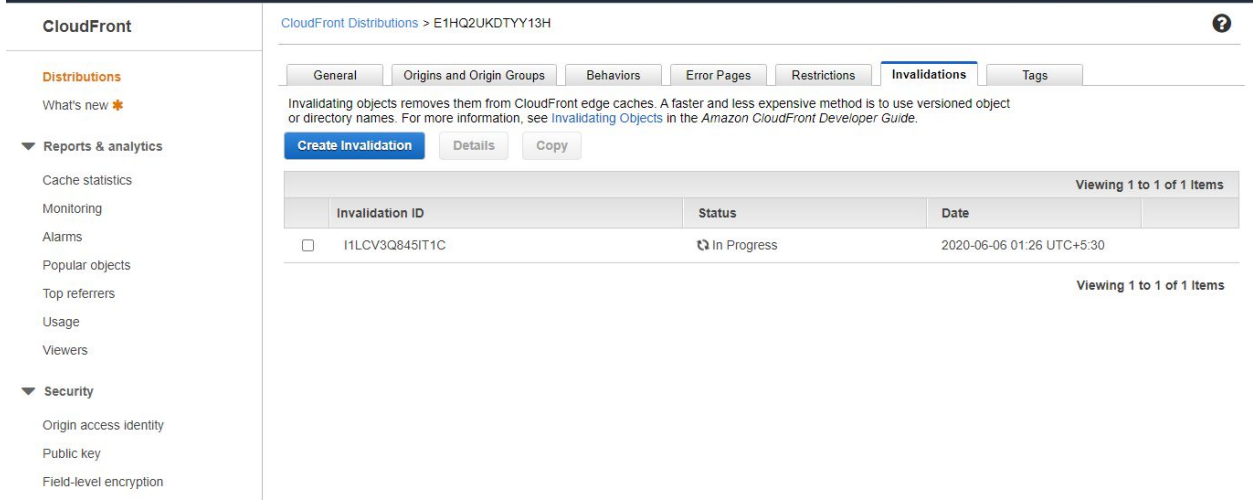 CloudFront
Distributions
What's new
Reports & analytics
Cache statistics
Monitoring
Alarms
Popular objects
Top referrers
Usage
Viewers
Security
Origin access identity
Public key
Field-level encryption
CloudFront Distributions > E1HQ2UKDTYY13H
General Origins and Origin Groups Behaviors Error Pages Restrictions Invalidations Tags
Invalidating objects removes them from CloudFront edge caches. A faster and less expensive method is to use versioned object
or directory names. For more information, see Invalidating Objects in the Amazon CloudFront Developer Guide.
Create Invalidation Details Copy
Viewing 1 to 1 of 1 Items
Invalidation ID Status Date
I1LCV3Q845IT1C In Progress 2020-06-06 01:26 UTC+5:30
Viewing 1 to 1 of 1 Items